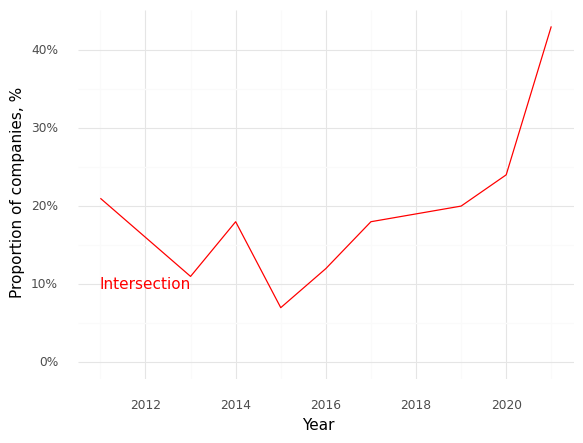 Proportion of companies, %
40%
30%
20%
10%
0%
Intersection
2012 2014 2016 2018 2020
Year